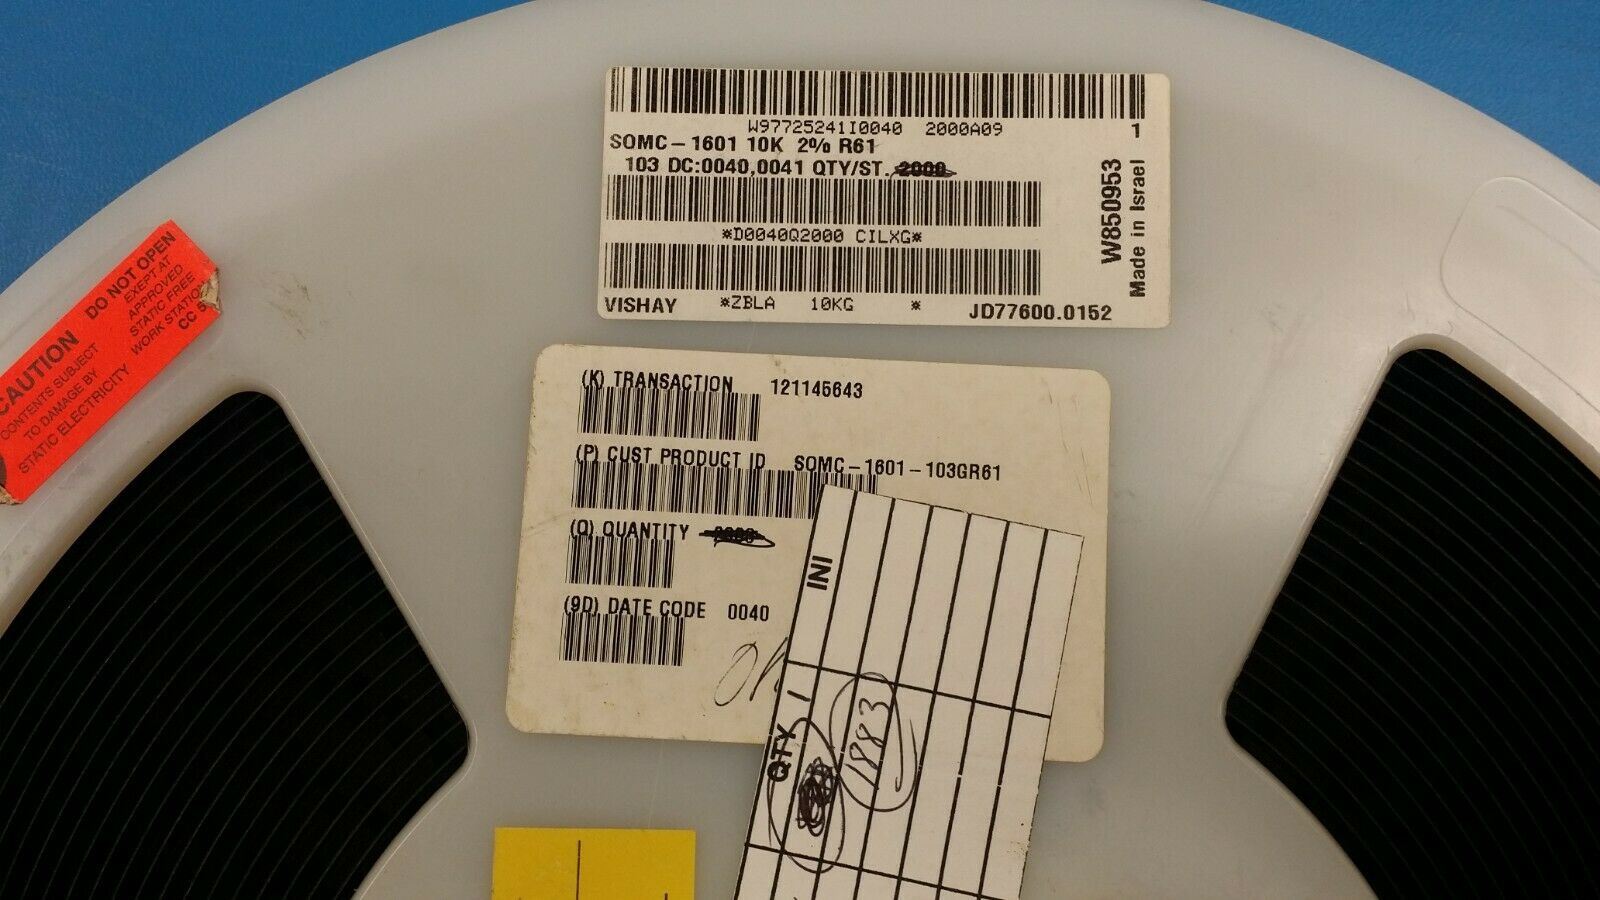 W97725241I0040 2000A09 1
SOMC-1601 10K 2% R61
103 DC:0040,0041 QTY/ST. 2000
*D0040Q2000 CILXG*
*ZBLA 10KG *
VISHAY JD77600.0152
W850953
Made in Israel
CAUTION
CONTENTS SUBJECT
TO DAMAGE BY
STATIC ELECTRICITY
DO NOT OPEN
EXEPT AT
APPROVED
STATIC FREE
WORK STATION
CC
(K) TRANSACTION 121145643
(P) CUST PRODUCT ID SOMC-1601-103GR61
(Q) QUANTITY
(9D) DATE CODE 0040
INI
QTY
1883